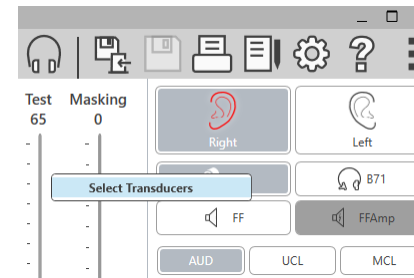 Test Masking
65 0
Right Left
Select Transducers
B71
FF FFAmp
AUD UCL MCL